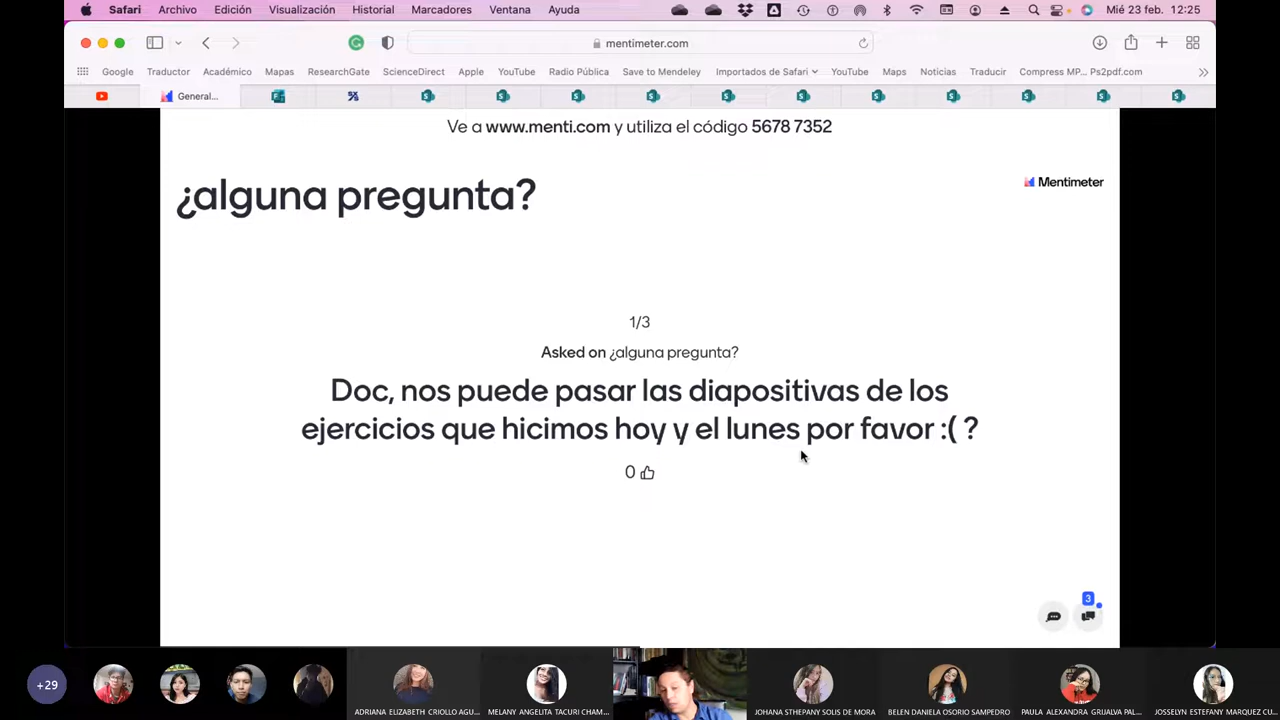 Safari Archivo Edición Visualización Historial Marcadores Ventana Ayuda Mié 23 feb. 12:25
mentimeter.com
Google Traductor Académico Mapas ResearchGate ScienceDirect Apple YouTube Radio Pública Save to Mendeley Importados de Safari YouTube Maps Noticias Traducir Compress MP... Ps2pdf.com
General...
Ve a www.menti.com y utiliza el código 5678 7352
¿alguna pregunta?
Mentimeter
1/3
Asked on ¿alguna pregunta?
Doc, nos puede pasar las diapositivas de los
ejercicios que hicimos hoy y el lunes por favor :( ?
0
3
+29
ADRIANA ELIZABETH CRIOLLO AGU... MELANY ANGELITA TACURI CHAM... JOHANA STHEPANY SOLIS DE MORA BELEN DANIELA OSORIO SAMPEDRO PAULA ALEXANDRA GRIJALVA PAL... JOSSELYN ESTEFANY MARQUEZ CU...